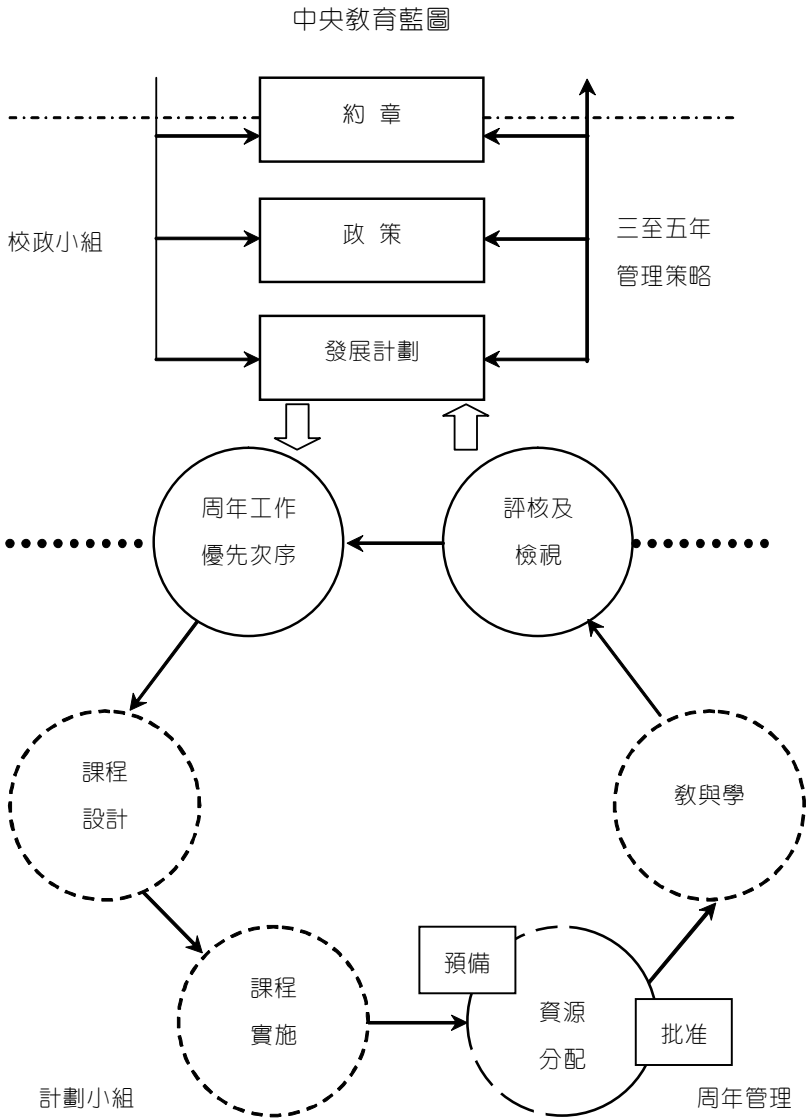 中央教育藍圖
約 章
政 策
校政小組
三至五年
管理策略
發展計劃
周年工作
優先次序
評核及
檢視
課程
設計
教與學
預備
課程
實施
資源
分配
批准
計劃小組
周年管理